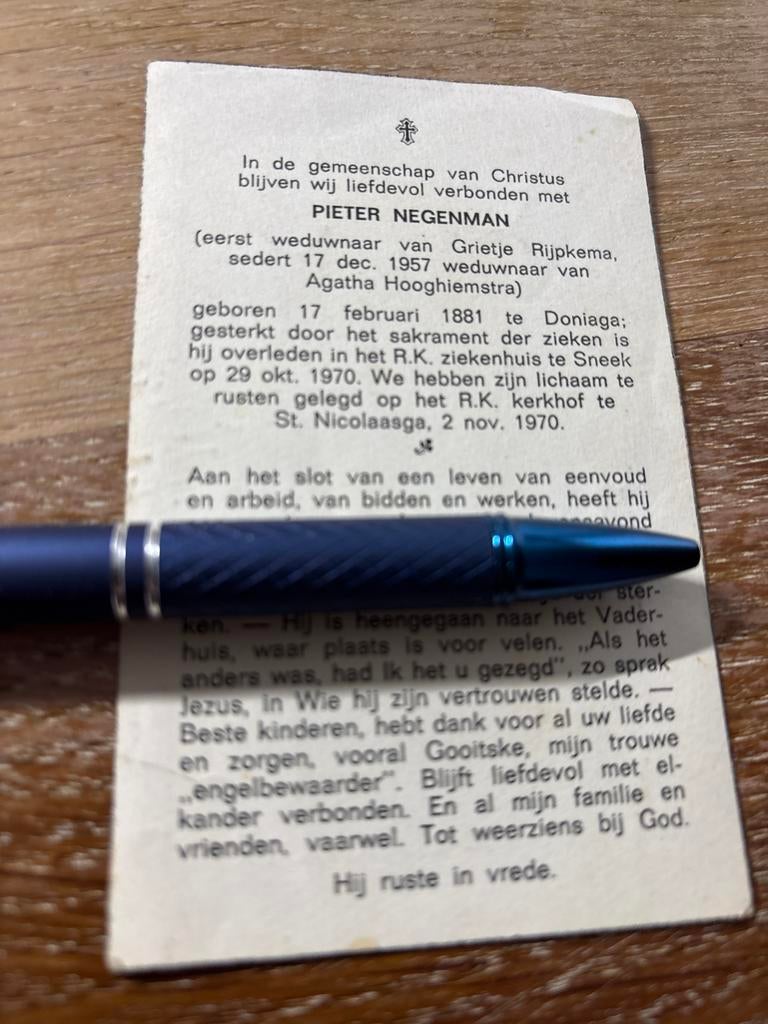 In de gemeenschap van Christus
blijven wij liefdevol verbonden met
PIETER NEGENMAN
(eerst weduwnaar van Grietje Rijpkema,
sedert 17 dec. 1957 weduwnaar van
Agatha Hooghiemstra)
geboren 17 februari 1881 te Doniaga;
gesterkt door het sakrament der zieken is
hij overleden in het R.K. ziekenhuis te Sneek
op 29 okt. 1970. We hebben zijn lichaam te
rusten gelegd op het R.K. kerkhof te
St. Nicolaasga, 2 nov. 1970.
Aan het slot van een leven van eenvoud
en arbeid, van bidden en werken, heeft hij
der ster-
ken. — Hij is heengegaan naar het Vader-
huis, waar plaats is voor velen. „Als het
anders was, had Ik het u gezegd”, zo sprak
Jezus, in Wie hij zijn vertrouwen stelde. —
Beste kinderen, hebt dank voor al uw liefde
en zorgen, vooral Gooitske, mijn trouwe
„engelbewaarder”. Blijft liefdevol met el-
kander verbonden. En al mijn familie en
vrienden, vaarwel. Tot weerziens bij God.
Hij ruste in vrede.